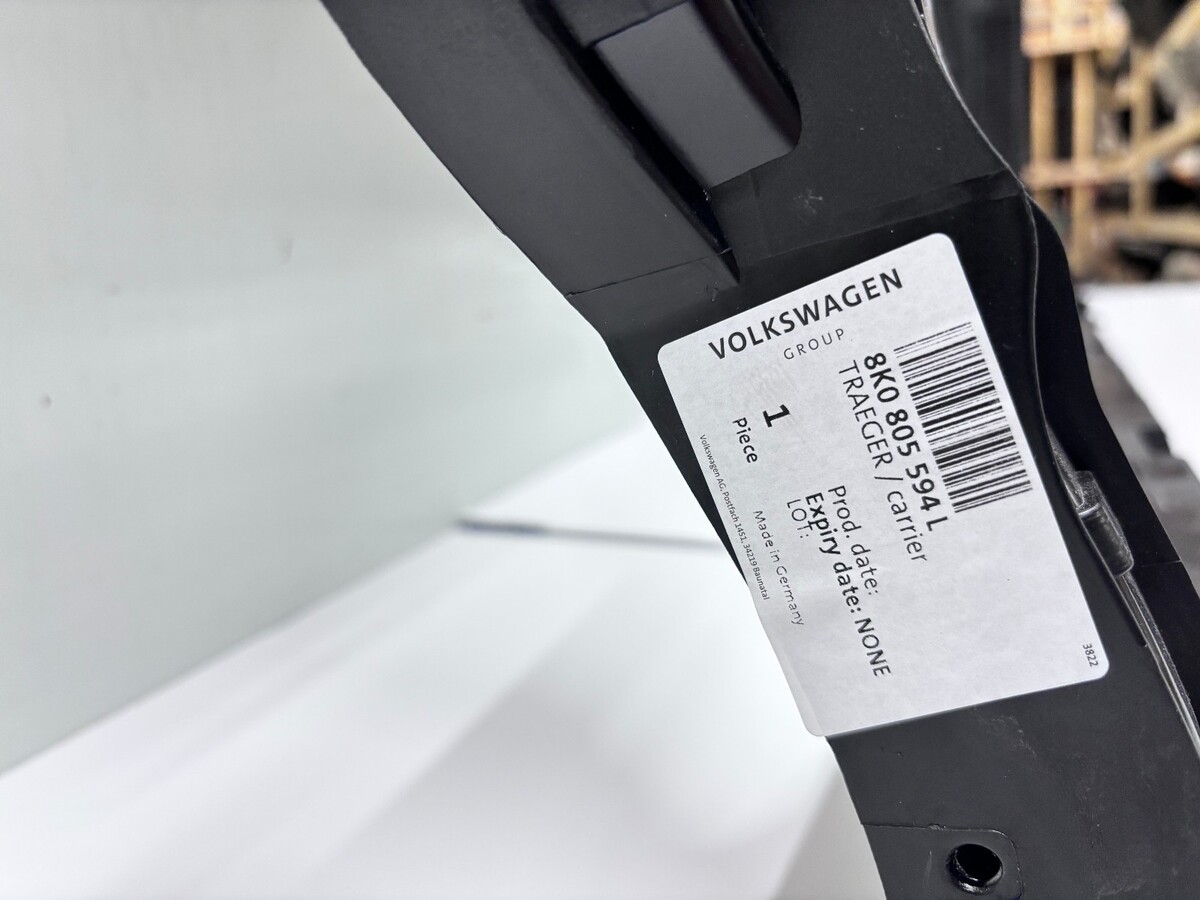 VOLKSWAGEN
GROUP
8K0 805 594 L
TRAEGER / carrier
1
Piece
Prod. date:
Expiry date: NONE
LOT:
Made in Germany
Volkswagen AG, Postfach 1451, 34219 Baunatal
3822